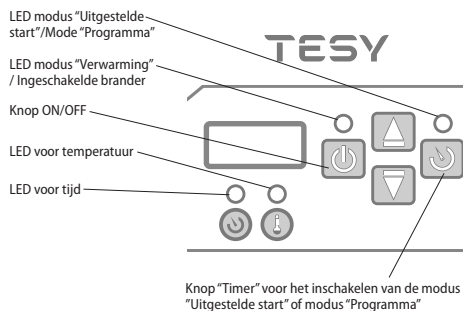 LED modus “Uitgestelde
start”/Mode “Programma”
TESY
LED modus “Verwarming”
/ Ingeschakelde brander
Knop ON/OFF
LED voor temperatuur
LED voor tijd
Knop “Timer” voor het inschakelen van de modus
”Uitgestelde start” of modus “Programma”